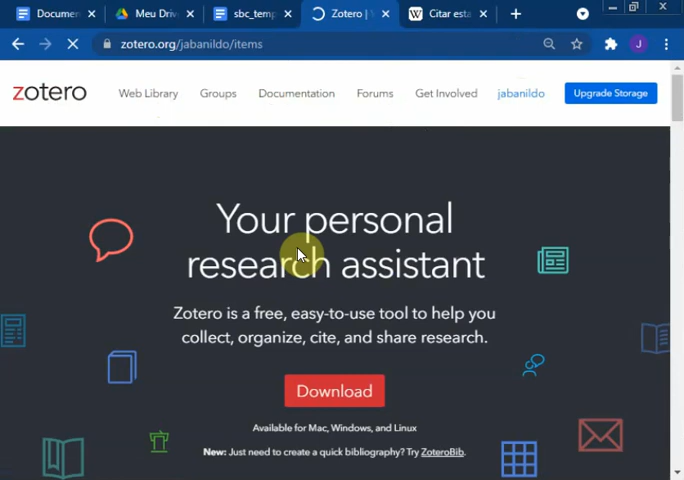 Documen
Meu Driv
sbc_temp
Zotero |
Citar esta
zotero.org/jabanildo/items
J
zotero
Web Library
Groups
Documentation
Forums
Get Involved
jabanildo
Upgrade Storage
Your personal
research assistant
Zotero is a free, easy-to-use tool to help you
collect, organize, cite, and share research.
Download
Available for Mac, Windows, and Linux
New: Just need to create a quick bibliography? Try ZoteroBib.